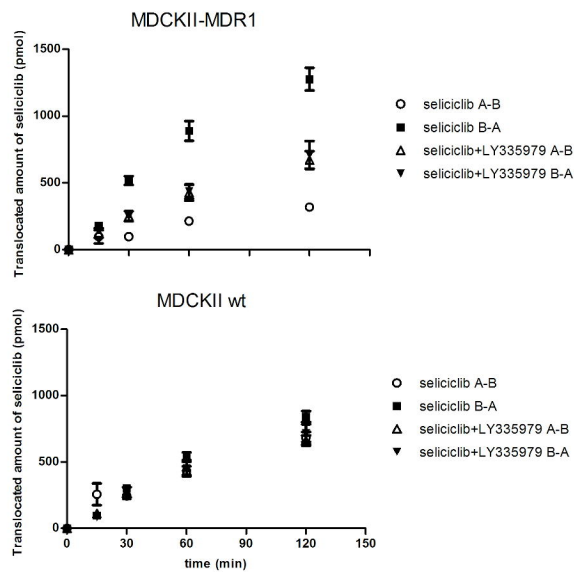 MDCKII-MDR1
Translocated amount of seliciclib (pmol)
1500
1000
500
0
seliciclib A-B
seliciclib B-A
seliciclib+LY335979 A-B
seliciclib+LY335979 B-A
MDCKII wt
Translocated amount of seliciclib (pmol)
1500
1000
500
0
0 30 60 90 120 150
time (min)
seliciclib A-B
seliciclib B-A
seliciclib+LY335979 A-B
seliciclib+LY335979 B-A